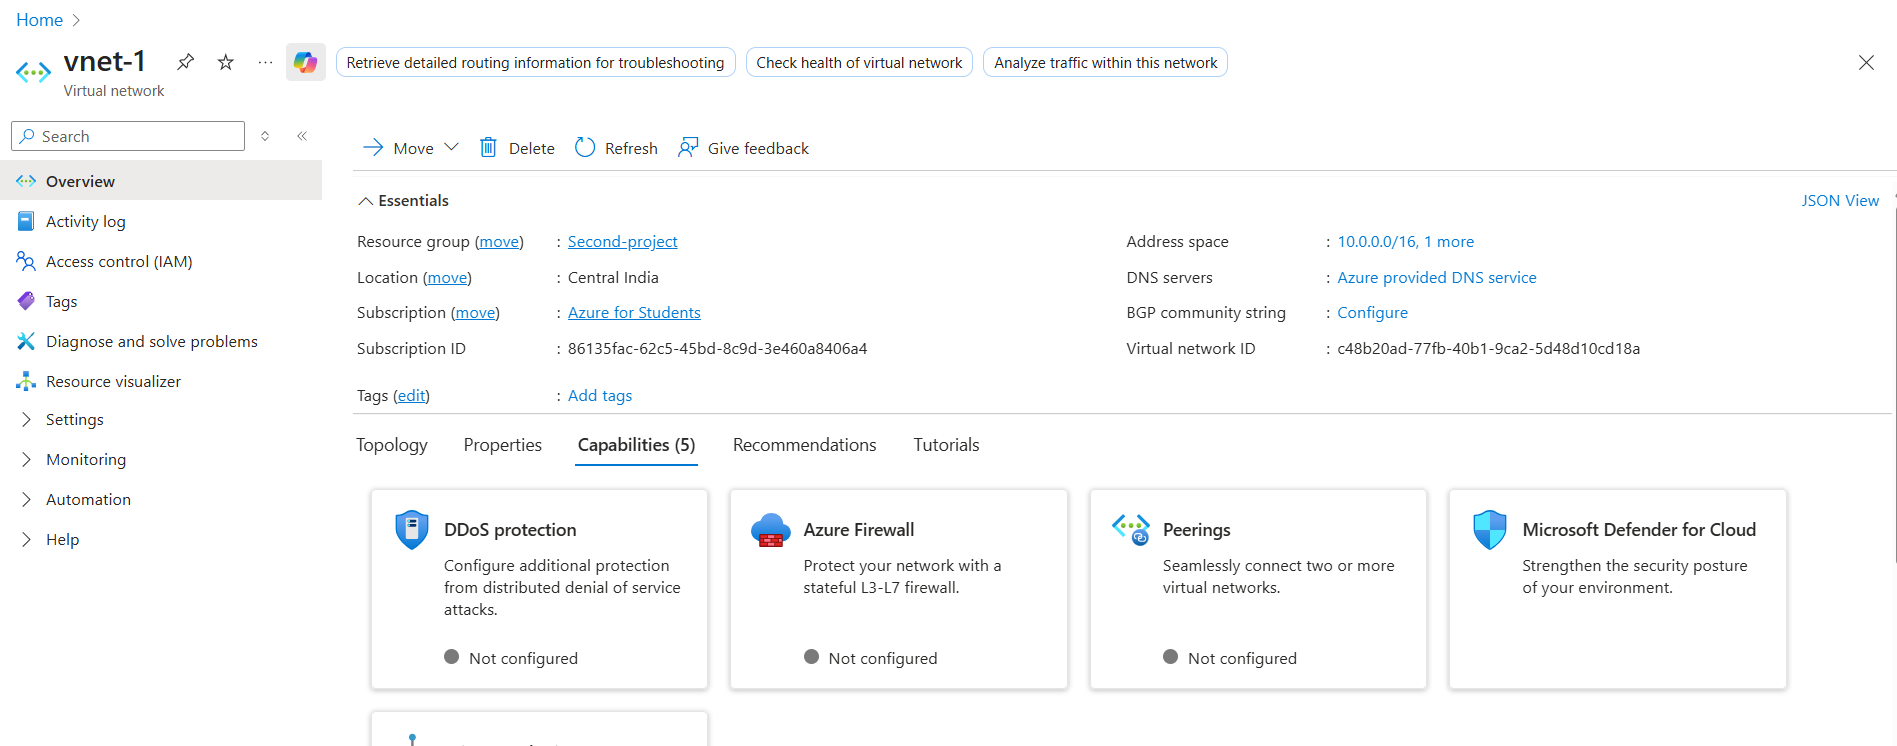 Home
vnet-1
Retrieve detailed routing information for troubleshooting
Check health of virtual network
Analyze traffic within this network
Virtual network
Search
Move
Delete
Refresh
Give feedback
Overview
Activity log
Access control (IAM)
Tags
Diagnose and solve problems
Resource visualizer
Settings
Monitoring
Automation
Help
Essentials
JSON View
Resource group (move) : Second-project
Location (move) : Central India
Subscription (move) : Azure for Students
Subscription ID : 86135fac-62c5-45bd-8c9d-3e460a8406a4
Tags (edit) : Add tags
Address space : 10.0.0.0/16, 1 more
DNS servers : Azure provided DNS service
BGP community string : Configure
Virtual network ID : c48b20ad-77fb-40b1-9ca2-5d48d10cd18a
Topology
Properties
Capabilities (5)
Recommendations
Tutorials
DDoS protection
Configure additional protection
from distributed denial of service
attacks.
Not configured
Azure Firewall
Protect your network with a
stateful L3-L7 firewall.
Not configured
Peerings
Seamlessly connect two or more
virtual networks.
Not configured
Microsoft Defender for Cloud
Strengthen the security posture
of your environment.